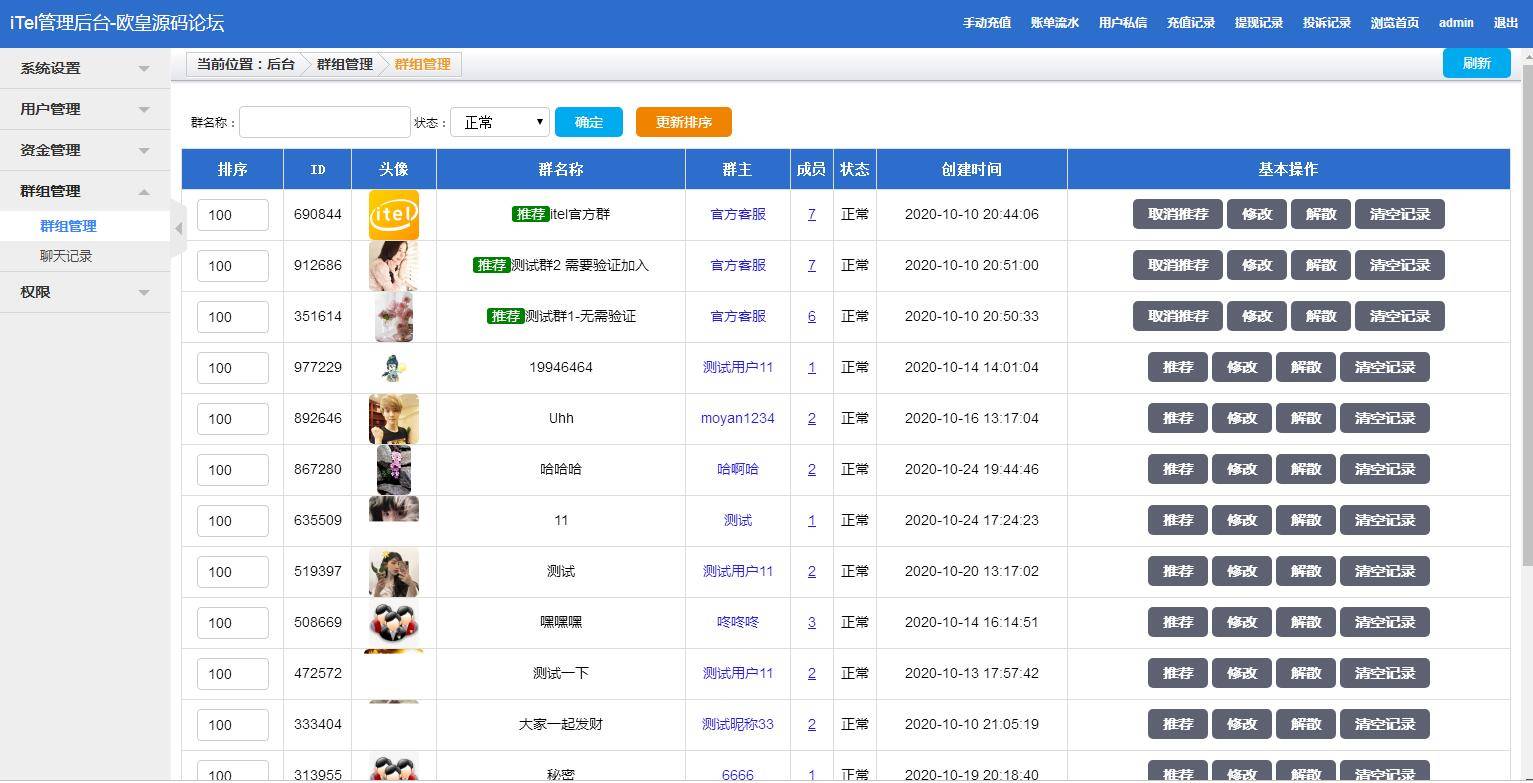 iTel管理后台-欧皇源码论坛 手动充值 账单流水 用户私信 充值记录 提现记录 投诉记录 浏览首页 admin 退出
系统设置
用户管理
资金管理
群组管理
群组管理
聊天记录
权限
当前位置：后台 群组管理 群组管理 刷新
群名称： 状态： 正常 确定 更新排序
排序 ID 头像 群名称 群主 成员 状态 创建时间 基本操作
100 690844 itel 推荐 itel官方群 官方客服 7 正常 2020-10-10 20:44:06 取消推荐 修改 解散 清空记录
100 912686 推荐 测试群2 需要验证加入 官方客服 7 正常 2020-10-10 20:51:00 取消推荐 修改 解散 清空记录
100 351614 推荐 测试群1-无需验证 官方客服 6 正常 2020-10-10 20:50:33 取消推荐 修改 解散 清空记录
100 977229 19946464 测试用户11 1 正常 2020-10-14 14:01:04 推荐 修改 解散 清空记录
100 892646 Uhh moyan1234 2 正常 2020-10-16 13:17:04 推荐 修改 解散 清空记录
100 867280 哈哈哈 哈啊哈 2 正常 2020-10-24 19:44:46 推荐 修改 解散 清空记录
100 635509 11 测试 1 正常 2020-10-24 17:24:23 推荐 修改 解散 清空记录
100 519397 测试 测试用户11 2 正常 2020-10-20 13:17:02 推荐 修改 解散 清空记录
100 508669 嘿嘿嘿 咚咚咚 3 正常 2020-10-14 16:14:51 推荐 修改 解散 清空记录
100 472572 测试一下 测试用户11 2 正常 2020-10-13 17:57:42 推荐 修改 解散 清空记录
100 333404 大家一起发财 测试昵称33 2 正常 2020-10-10 21:05:19 推荐 修改 解散 清空记录
100 313955 秘密 6666 1 正常 2020-10-19 20:18:40 推荐 修改 解散 清空记录